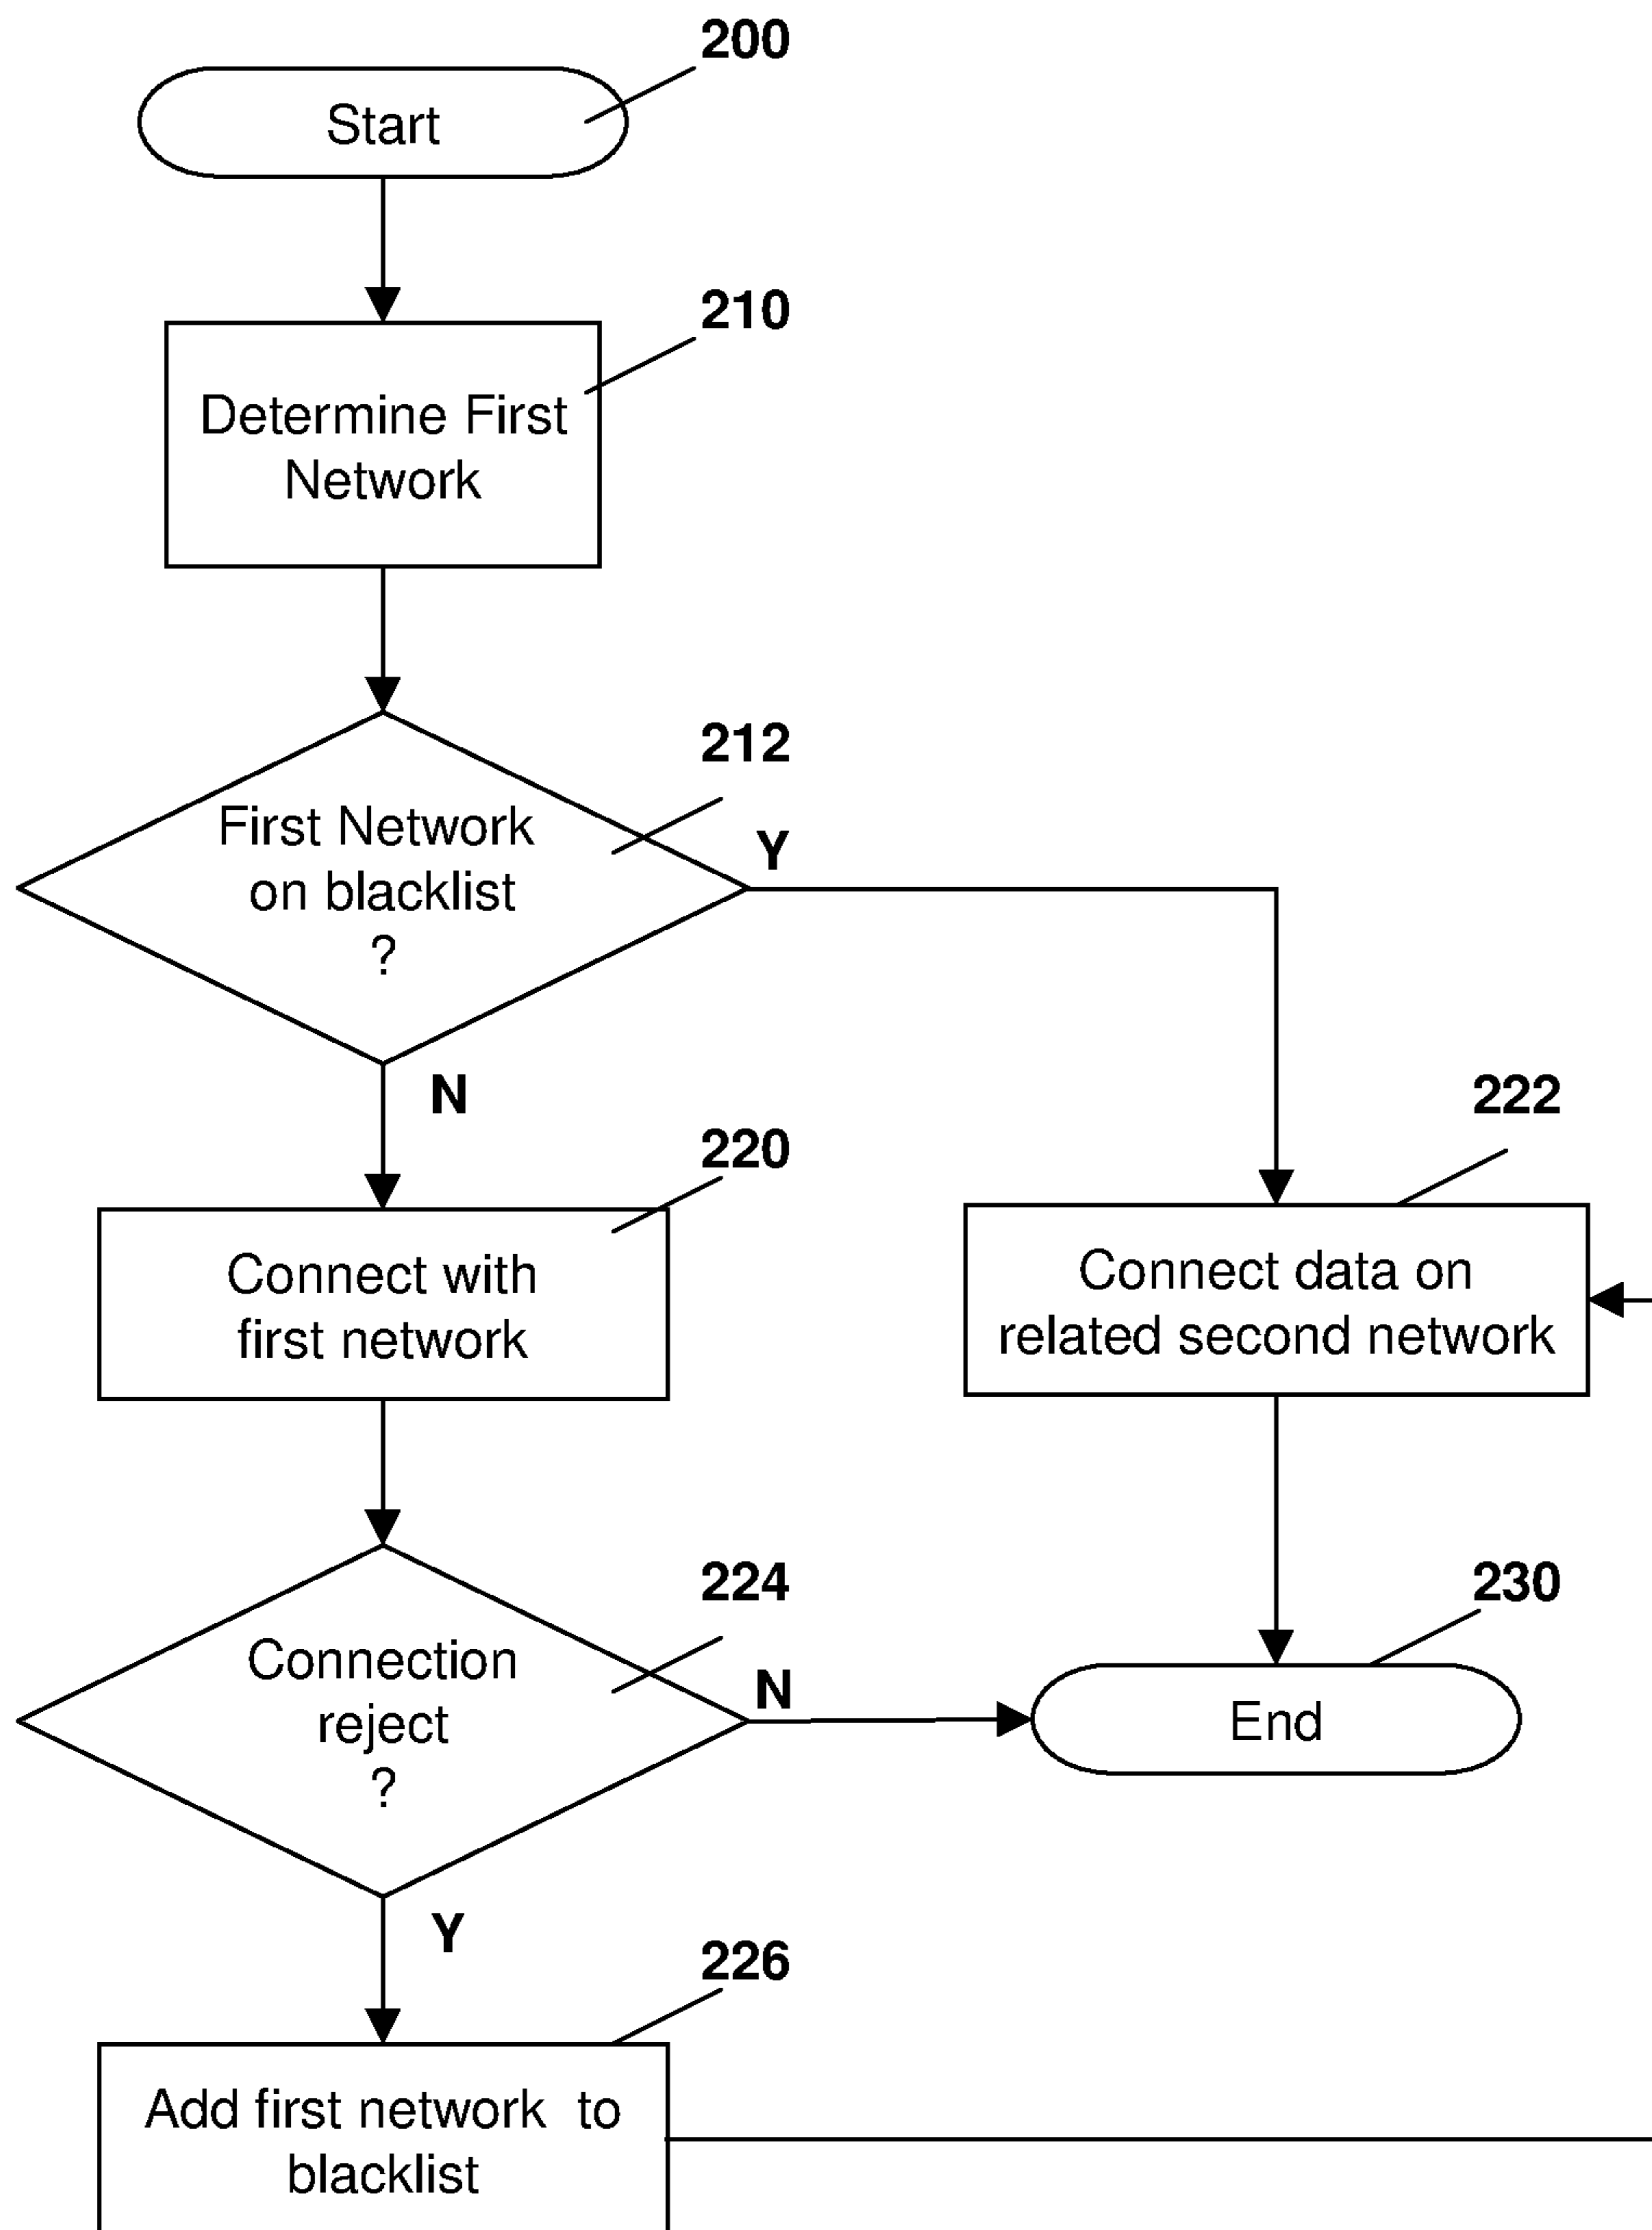 200
Start
210
Determine First
Network
212
First Network
on blacklist
?
Y
N
222
220
Connect with
first network
Connect data on
related second network
224
Connection
reject
?
N
230
End
Y
226
Add first network to
blacklist